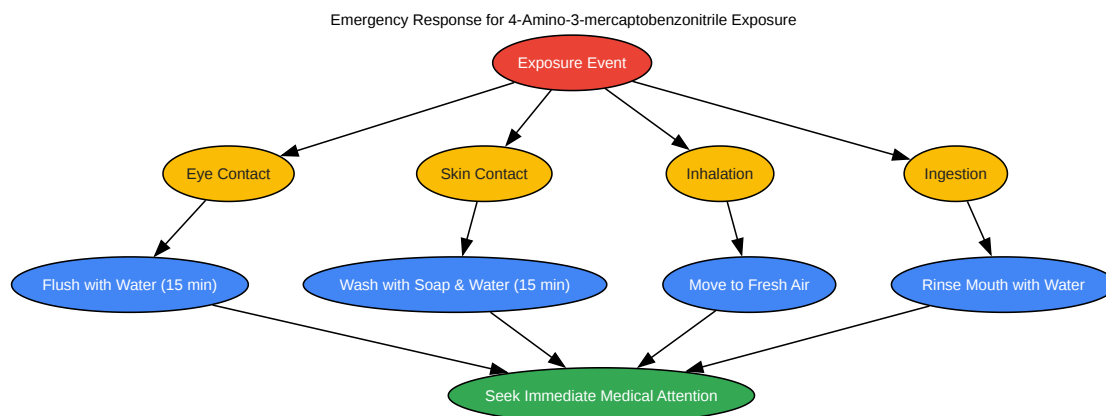 Emergency Response for 4-Amino-3-mercaptobenzonitrile Exposure
Exposure Event
Eye Contact
Skin Contact
Inhalation
Ingestion
Flush with Water (15 min)
Wash with Soap & Water (15 min)
Move to Fresh Air
Rinse Mouth with Water
Seek Immediate Medical Attention